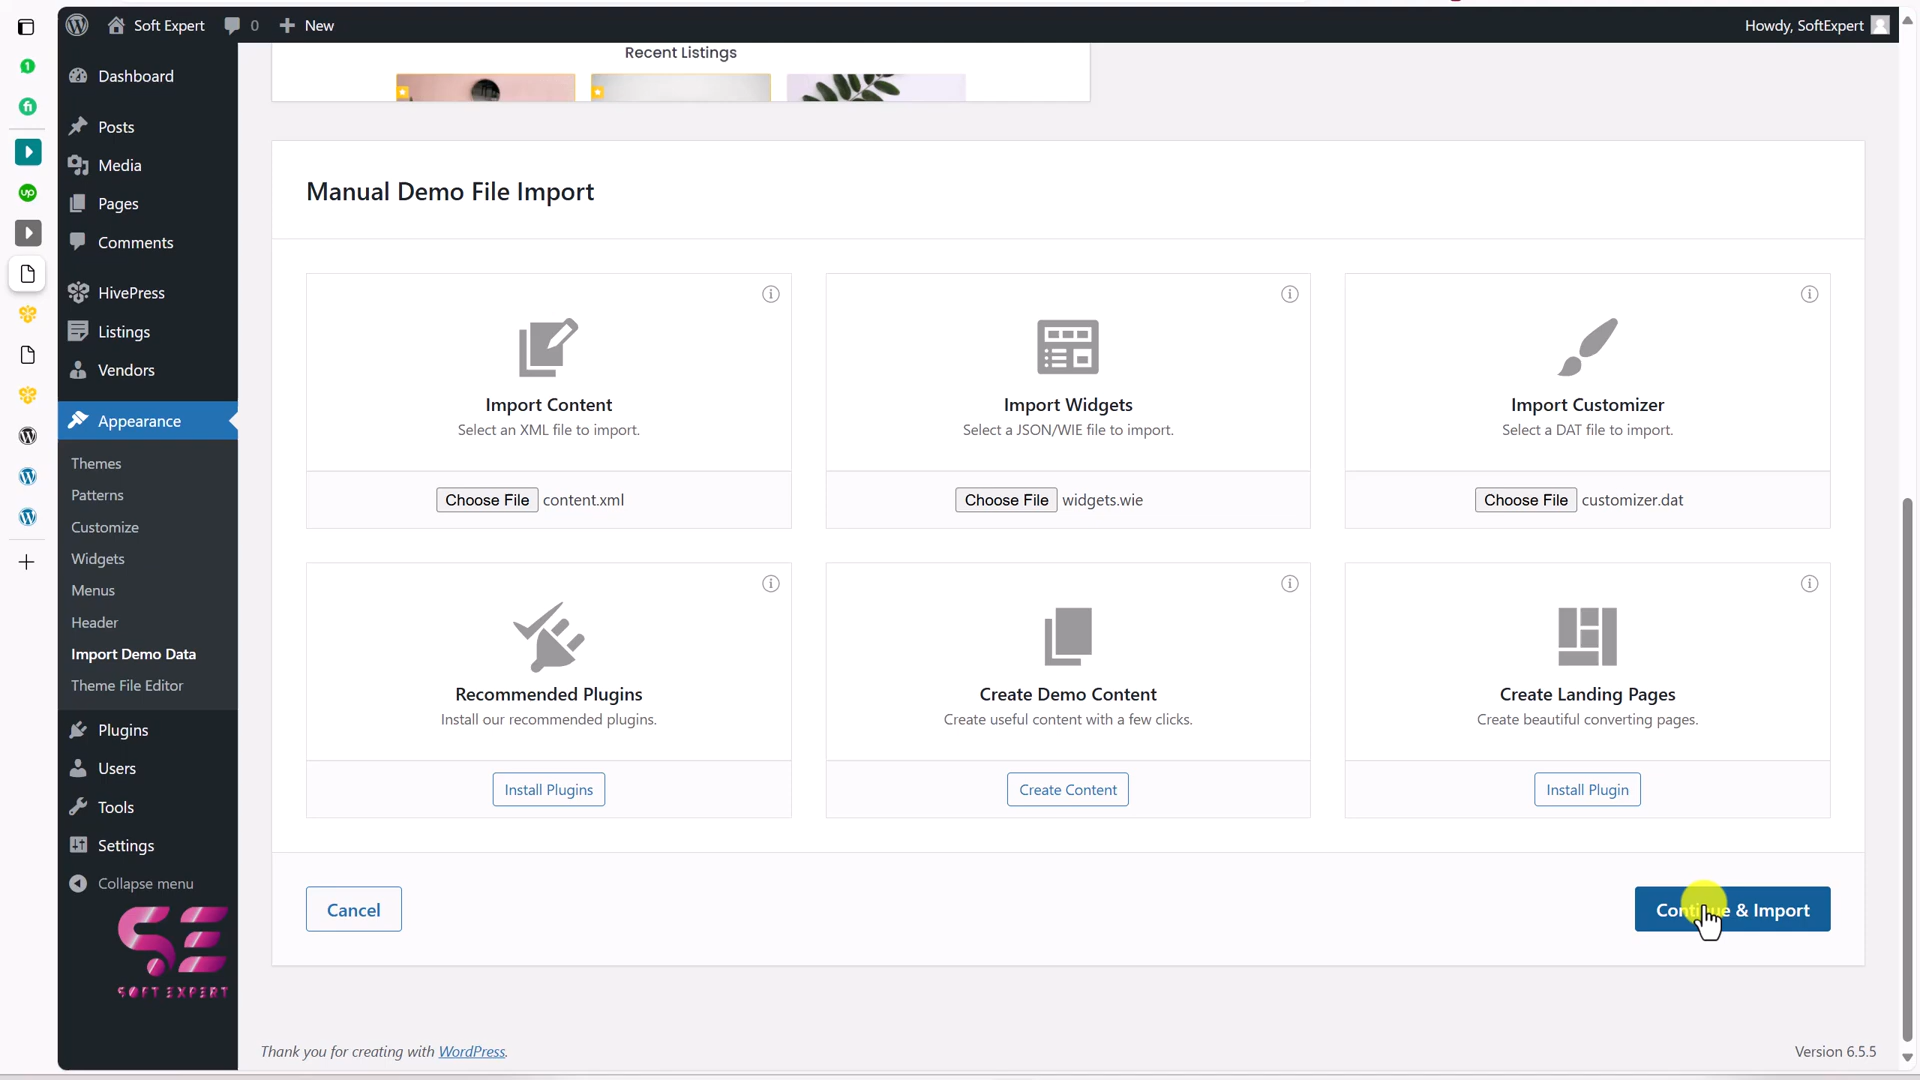 Soft Expert
0
New
Howdy, SoftExpert
Dashboard
Posts
Media
Pages
Comments
HivePress
Listings
Vendors
Appearance
Themes
Patterns
Customize
Widgets
Menus
Header
Import Demo Data
Theme File Editor
Plugins
Users
Tools
Settings
Collapse menu
SE
SOFT EXPERT
Recent Listings
Manual Demo File Import
Import Content
Select an XML file to import.
Choose File content.xml
Import Widgets
Select a JSON/WIE file to import.
Choose File widgets.wie
Import Customizer
Select a DAT file to import.
Choose File customizer.dat
Recommended Plugins
Install our recommended plugins.
Install Plugins
Create Demo Content
Create useful content with a few clicks.
Create Content
Create Landing Pages
Create beautiful converting pages.
Install Plugin
Cancel
Continue & Import
Thank you for creating with WordPress.
Version 6.5.5